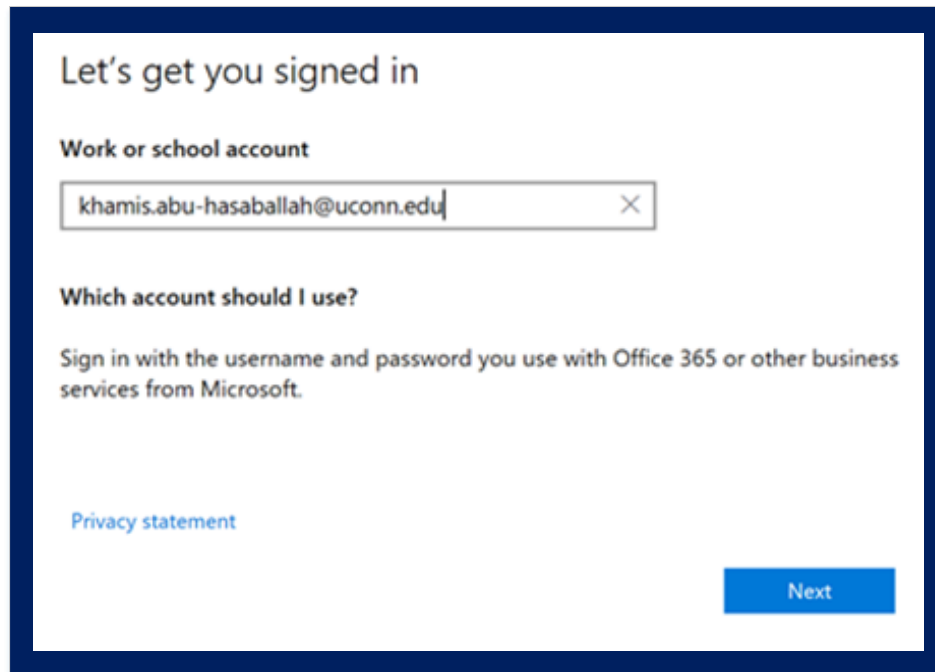 Let's get you signed in
Work or school account
khamis.abu-hasaballah@uconn.edu
Which account should I use?
Sign in with the username and password you use with Office 365 or other business
services from Microsoft.
Privacy statement
Next